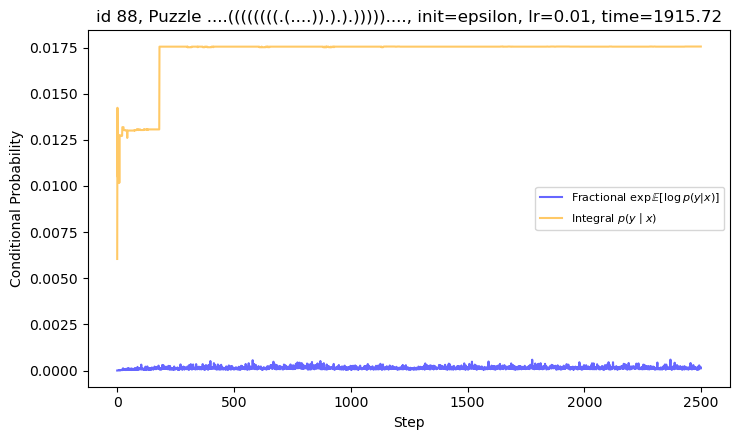 id 88, Puzzle ....((((((((.(....)).).).)))))...., init=epsilon, lr=0.01, time=1915.72
Conditional Probability
0.0175
0.0150
0.0125
0.0100
0.0075
0.0050
0.0025
0.0000
Fractional exp𝔼[log p(y|x)]
Integral p(y | x)
0 500 1000 1500 2000 2500
Step